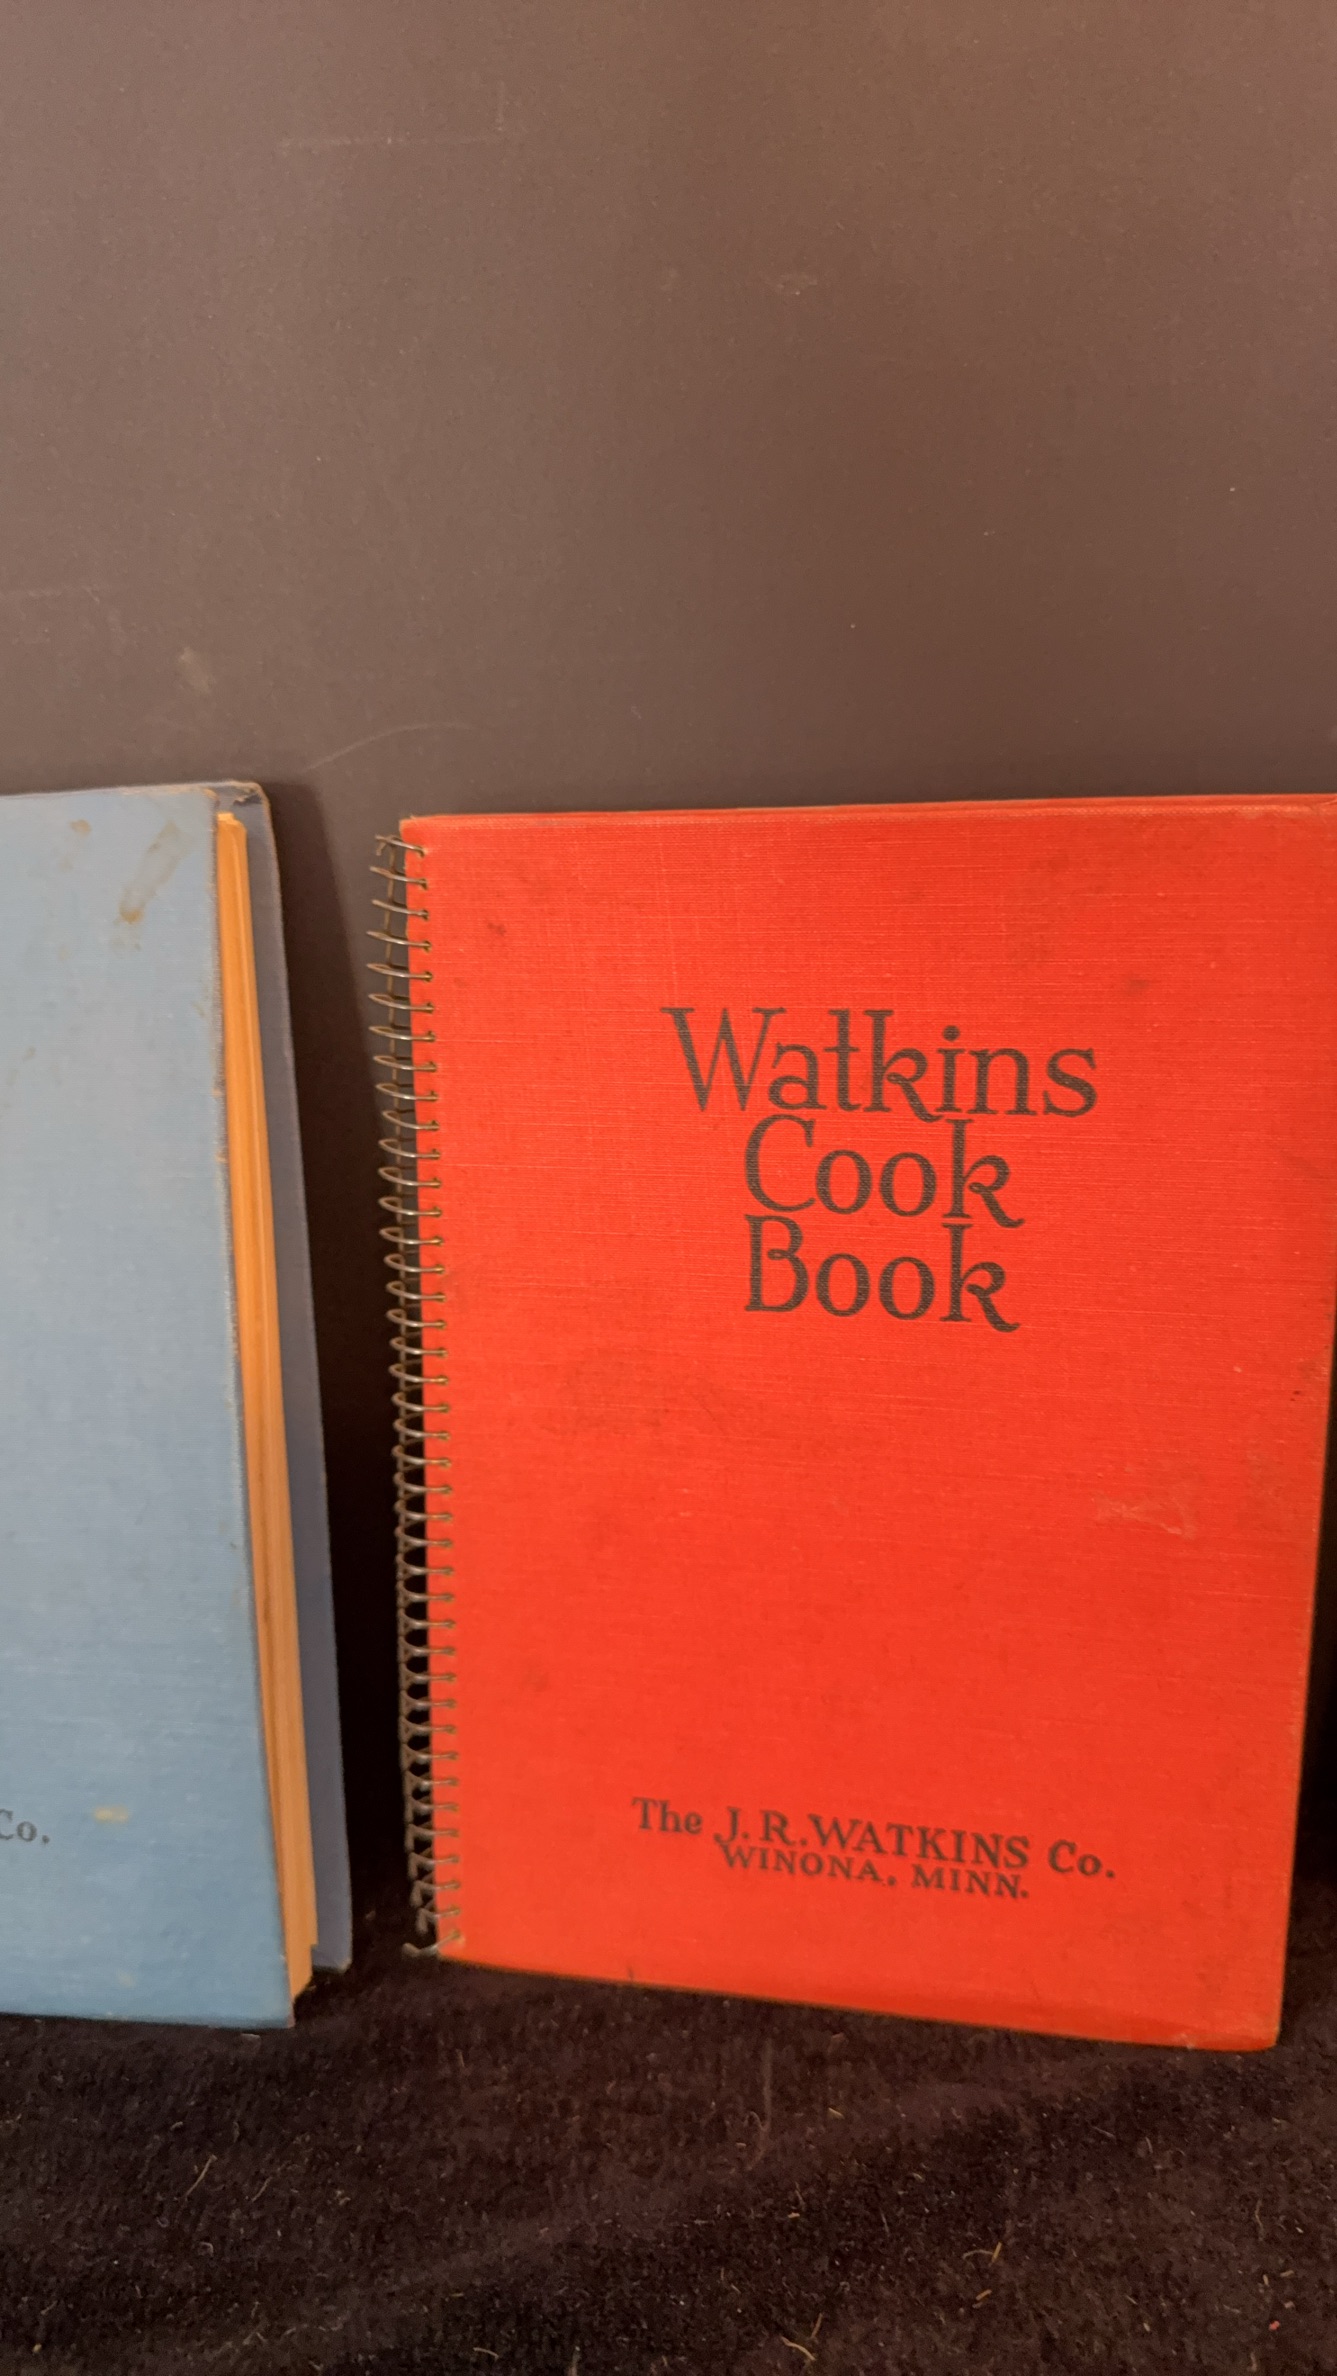 Watkins
Cook
Book
Co.
The J. R. WATKINS Co.
WINONA, MINN.